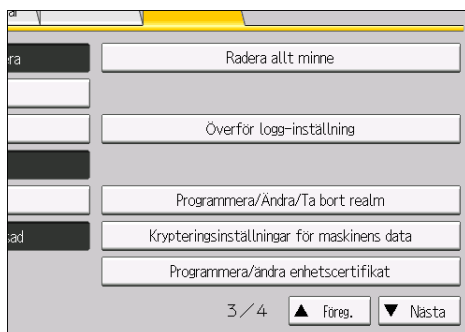 Radera allt minne
Överför logg-inställning
Programmera/Ändra/Ta bort realm
Krypteringsinställningar för maskinens data
Programmera/ändra enhetscertifikat
3/4 ▲ Föreg. ▼ Nästa